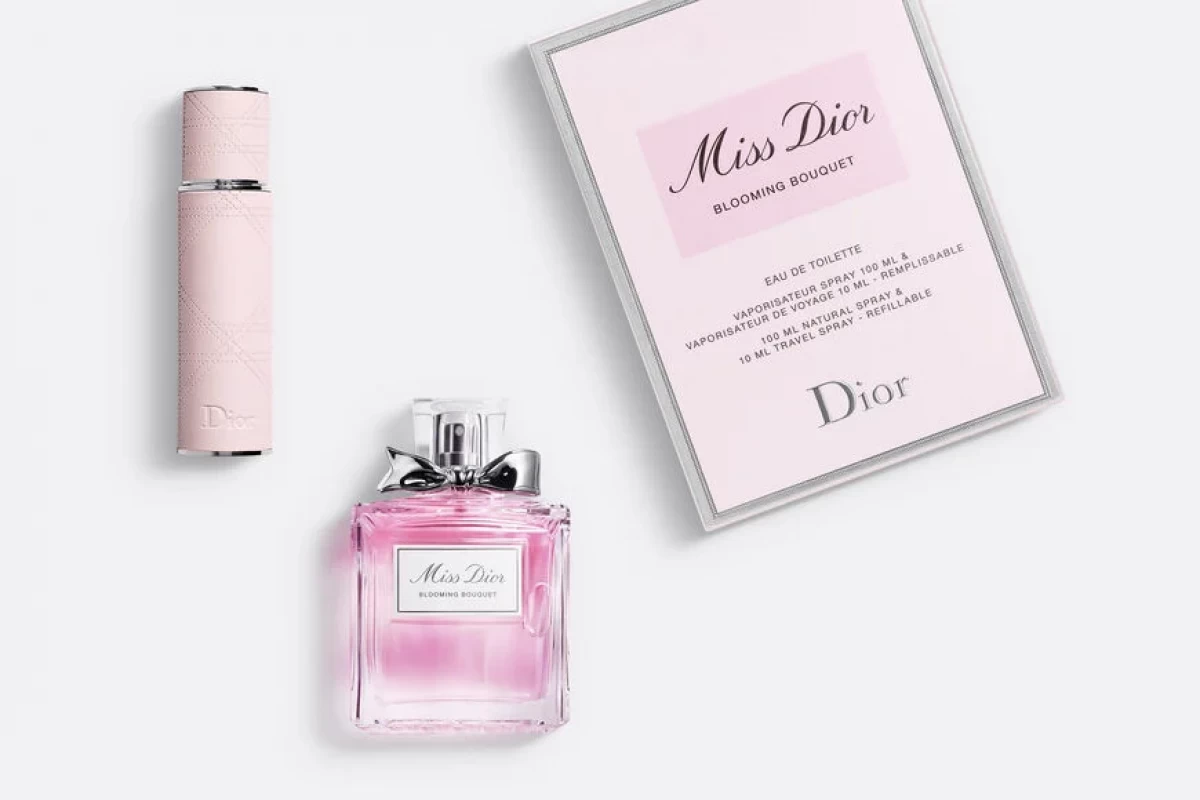 Dior
Miss Dior
BLOOMING BOUQUET
Miss Dior
BLOOMING BOUQUET
EAU DE TOILETTE
VAPORISATEUR SPRAY 100 ML &
VAPORISATEUR DE VOYAGE 10 ML - REMPLISSABLE
100 ML NATURAL SPRAY &
10 ML TRAVEL SPRAY - REFILLABLE
Dior